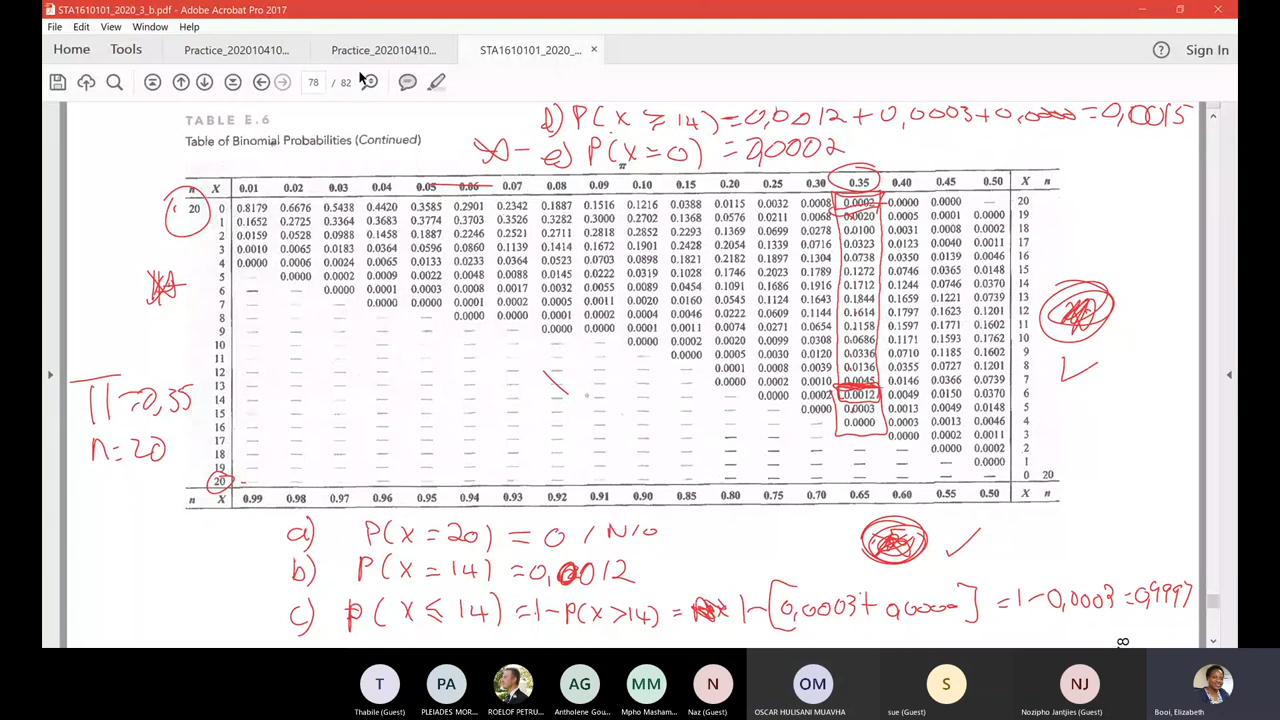 STA1610101_2020_3_b.pdf - Adobe Acrobat Pro 2017
File Edit View Window Help
Home Tools Practice_202010410... Practice_202010410... STA1610101_2020_... × Sign In
78 / 82
TABLE E.6
Table of Binomial Probabilities (Continued)
d) P(X ≥ 14) = 0,0012 + 0,0003 + 0,0000 = 0,0015
e) P(X = 0) = 0,0002
π
n X 0.01 0.02 0.03 0.04 0.05 0.06 0.07 0.08 0.09 0.10 0.15 0.20 0.25 0.30 0.35 0.40 0.45 0.50 X n
20 0 0.8179 0.6676 0.5438 0.4420 0.3585 0.2901 0.2342 0.1887 0.1516 0.1216 0.0388 0.0115 0.0032 0.0008 0.0002 0.0000 0.0000 — 20
1 0.1652 0.2725 0.3364 0.3683 0.3774 0.3703 0.3526 0.3282 0.3000 0.2702 0.1368 0.0576 0.0211 0.0068 0.0020 0.0005 0.0001 0.0000 19
2 0.0159 0.0528 0.0988 0.1458 0.1887 0.2246 0.2521 0.2711 0.2818 0.2852 0.2293 0.1369 0.0669 0.0278 0.0100 0.0031 0.0008 0.0002 18
3 0.0010 0.0065 0.0183 0.0364 0.0596 0.0860 0.1139 0.1414 0.1672 0.1901 0.2428 0.2054 0.1339 0.0716 0.0323 0.0123 0.0040 0.0011 17
4 0.0000 0.0006 0.0024 0.0065 0.0133 0.0233 0.0364 0.0523 0.0703 0.0898 0.1821 0.2182 0.1897 0.1304 0.0738 0.0350 0.0139 0.0046 16
5 — 0.0000 0.0002 0.0009 0.0022 0.0048 0.0088 0.0145 0.0222 0.0319 0.1028 0.1746 0.2023 0.1789 0.1272 0.0746 0.0365 0.0148 15
6 — — 0.0000 0.0001 0.0003 0.0008 0.0017 0.0032 0.0055 0.0089 0.0454 0.1091 0.1686 0.1916 0.1712 0.1244 0.0746 0.0370 14
7 — — — 0.0000 0.0000 0.0001 0.0002 0.0005 0.0011 0.0020 0.0160 0.0545 0.1124 0.1643 0.1844 0.1659 0.1221 0.0739 13
8 — — — — — 0.0000 0.0000 0.0001 0.0002 0.0004 0.0046 0.0222 0.0609 0.1144 0.1614 0.1797 0.1623 0.1201 12
9 — — — — — — — 0.0000 0.0000 0.0001 0.0011 0.0074 0.0271 0.0654 0.1158 0.1597 0.1771 0.1602 11
10 — — — — — — — — — 0.0000 0.0002 0.0020 0.0099 0.0308 0.0686 0.1171 0.1593 0.1762 10
11 — — — — — — — — — — 0.0000 0.0005 0.0030 0.0120 0.0336 0.0710 0.1185 0.1602 9
12 — — — — — — — — — — — 0.0001 0.0008 0.0039 0.0136 0.0355 0.0727 0.1201 8
13 — — — — — — — — — — — 0.0000 0.0002 0.0010 0.0045 0.0146 0.0366 0.0739 7
14 — — — — — — — — — — — — 0.0000 0.0002 0.0012 0.0049 0.0150 0.0370 6
15 — — — — — — — — — — — — — 0.0000 0.0003 0.0013 0.0049 0.0148 5
16 — — — — — — — — — — — — — — 0.0000 0.0003 0.0013 0.0046 4
17 — — — — — — — — — — — — — — — 0.0000 0.0002 0.0011 3
18 — — — — — — — — — — — — — — — — 0.0000 0.0002 2
19 — — — — — — — — — — — — — — — — — 0.0000 1
20 — — — — — — — — — — — — — — — — — — 0 20
n X 0.99 0.98 0.97 0.96 0.95 0.94 0.93 0.92 0.91 0.90 0.85 0.80 0.75 0.70 0.65 0.60 0.55 0.50 X n
π = 0,35
n = 20
a) P(X = 20) = 0 / N/0
b) P(X = 14) = 0,0012
c) P(X ≤ 14) = 1 - P(X > 14) = 1 - [0,0003 + 0,0000] = 1 - 0,0003 = 0,9997
T PA AG MM N OM S NJ
Thabile (Guest) PLEIADES MOR... ROELOF PETRU... Antholene Gou... Mpho Masham... Naz (Guest) OSCAR HULISANI MUAVHA sue (Guest) Nozipho Jantjies (Guest) Booi, Elizabeth